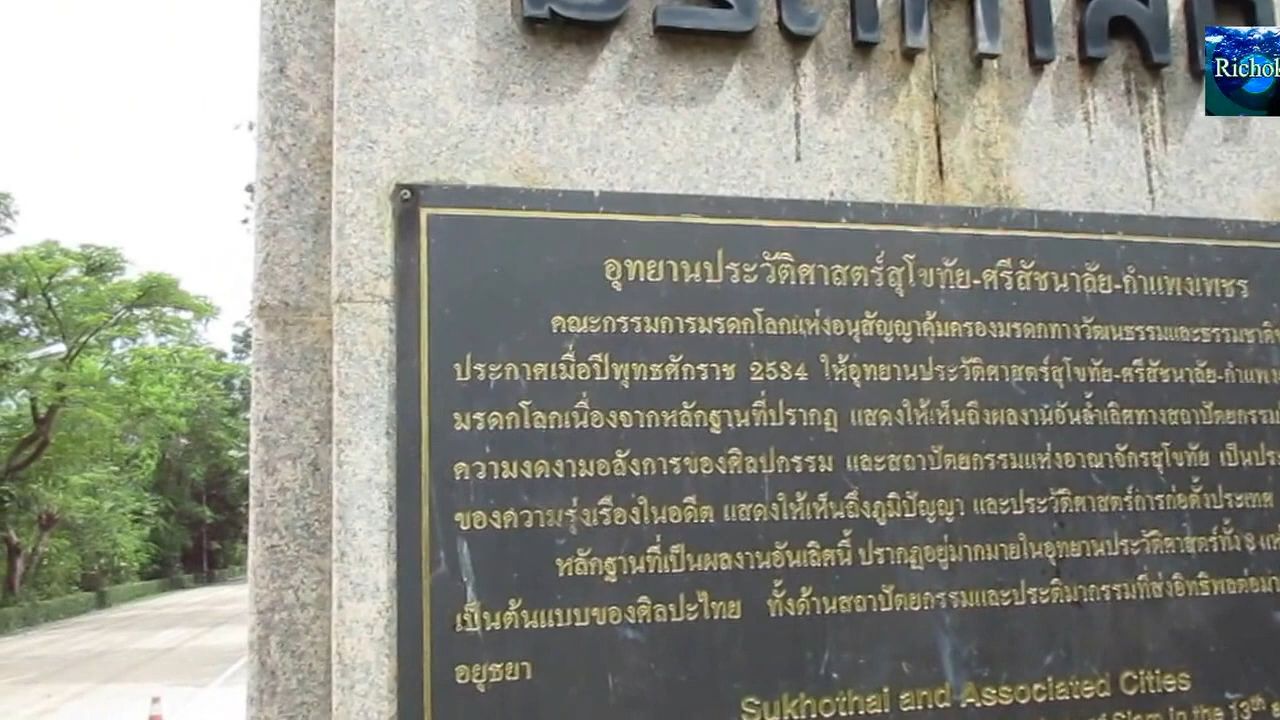 Richok
อุทยานประวัติศาสตร์สุโขทัย-ศรีสัชนาลัย-กำแพงเพชร
คณะกรรมการมรดกโลกแห่งอนุสัญญาคุ้มครองมรดกทางวัฒนธรรมและธรรมชาติ
ประกาศเมื่อปีพุทธศักราช 2534 ให้อุทยานประวัติศาสตร์สุโขทัย-ศรีสัชนาลัย-กำแพง
มรดกโลกเนื่องจากหลักฐานที่ปรากฏ แสดงให้เห็นถึงผลงานอันล้ำเลิศทางสถาปัตยกรรม
ความงดงามอลังการของศิลปกรรม และสถาปัตยกรรมแห่งอาณาจักรสุโขทัย เป็นประ
ของความรุ่งเรืองในอดีต แสดงให้เห็นถึงภูมิปัญญา และประวัติศาสตร์การก่อตั้งประเทศ
หลักฐานที่เป็นผลงานอันเลิศนี้ ปรากฏอยู่มากมายในอุทยานประวัติศาสตร์ทั้ง 3 แห่
เป็นต้นแบบของศิลปะไทย ทั้งด้านสถาปัตยกรรมและประติมากรรมที่ส่งอิทธิพลต่อมา
อยุธยา
Sukhothai and Associated Cities
Siam in the 13th